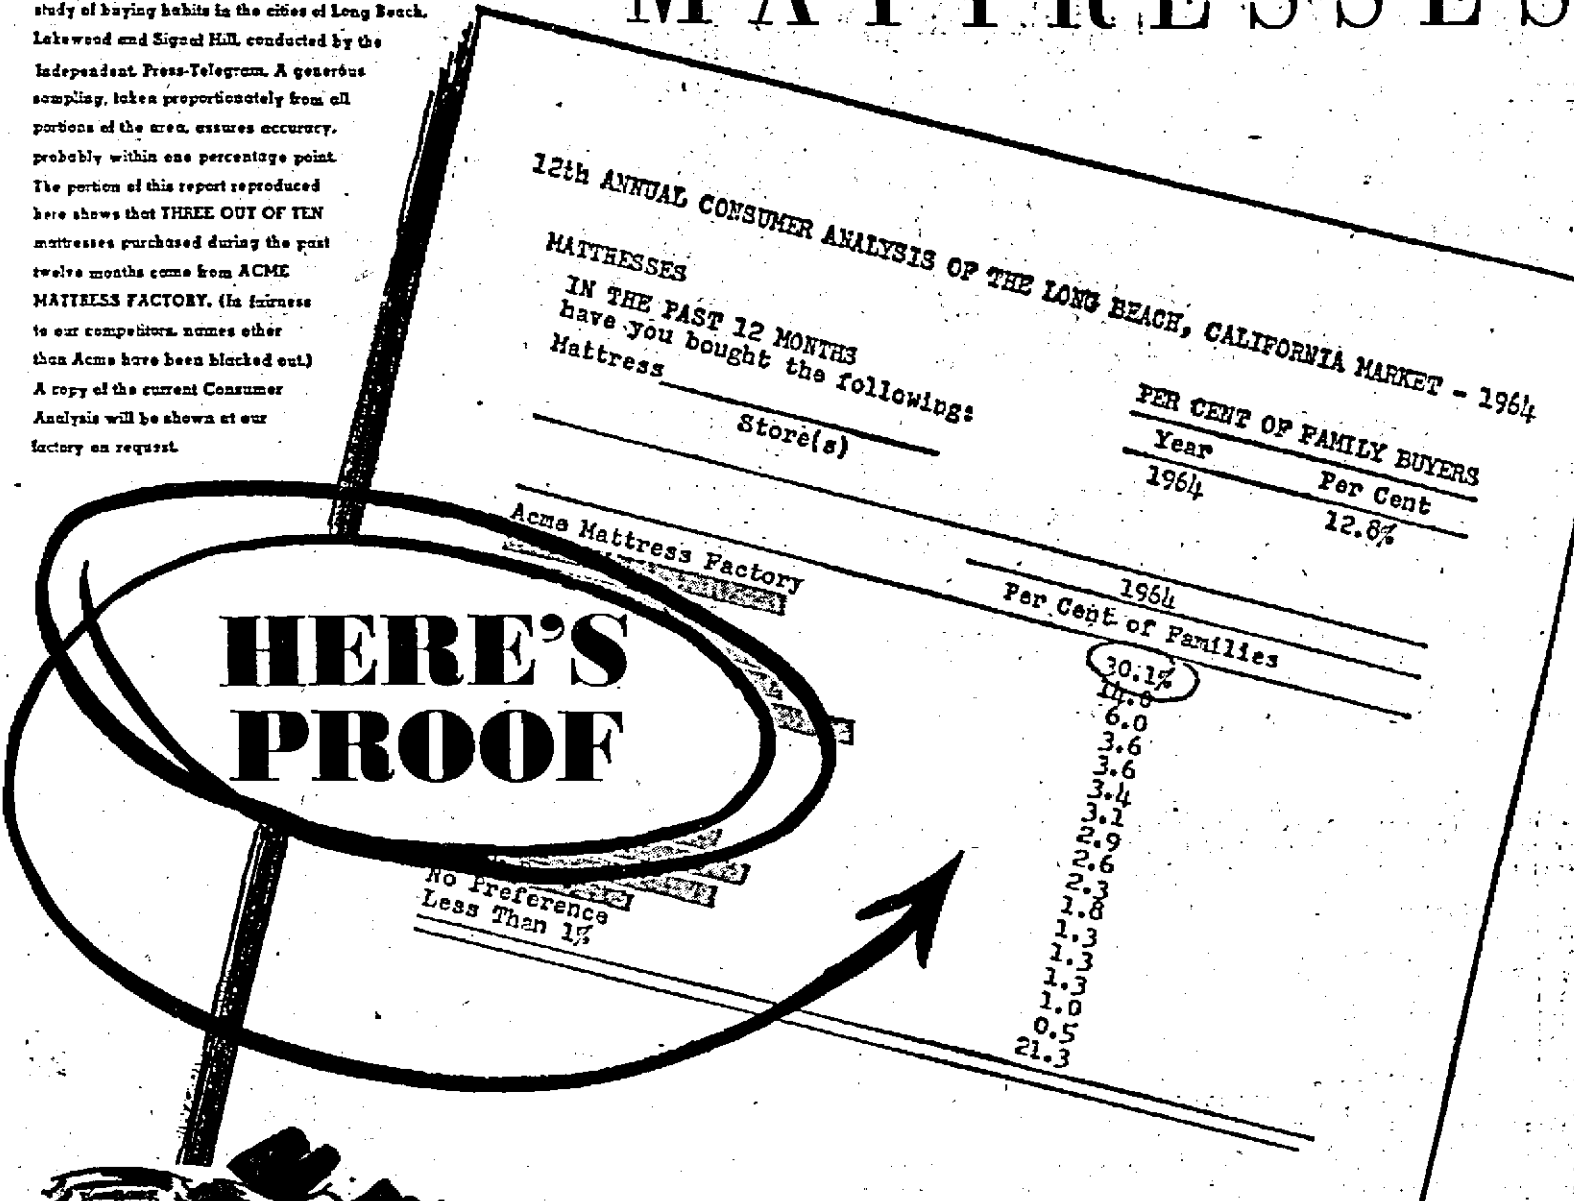 MATTRESSES
study of buying habits in the cities of Long Beach,
Lakewood and Signal Hill, conducted by the
Independent, Press-Telegram. A generous
sampling, taken proportionately from all
portions of the area, assures accuracy,
probably within one percentage point.
The portion of this report reproduced
here shows that THREE OUT OF TEN
mattresses purchased during the past
twelve months come from ACME
MATTRESS FACTORY. (In fairness
to our competitors, names other
than Acme have been blacked out.)
A copy of the current Consumer
Analysis will be shown at our
factory on request.
12th ANNUAL CONSUMER ANALYSIS OF THE LONG BEACH, CALIFORNIA MARKET - 1964
MATTRESSES
IN THE PAST 12 MONTHS
have you bought the following:
Mattress
Store(s)
PER CENT OF FAMILY BUYERS
Year Per Cent
1964 12.8%
1964
Per Cent of Families
Acme Mattress Factory 30.1%
6.0
3.6
3.6
3.4
3.1
2.9
2.6
2.3
1.8
1.3
1.3
1.3
1.0
No Preference 0.5
Less Than 1% 21.3
HERE'S
PROOF